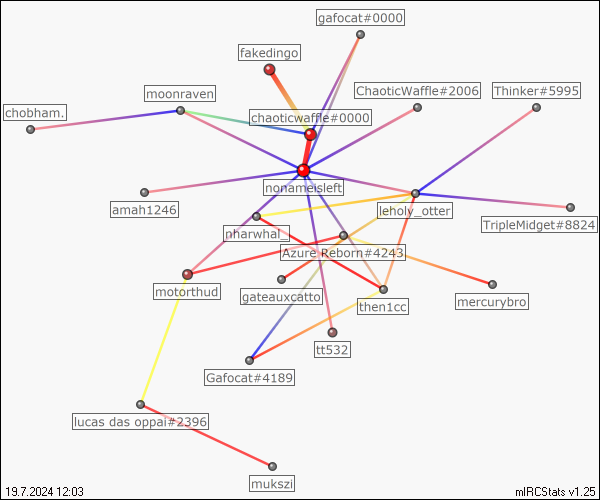 gafocat#0000
fakedingo
moonraven
ChaoticWaffle#2006
Thinker#5995
chobham.
chaoticwaffle#0000
nonameisleft
amah1246
leholy_otter
TripleMidget#8824
nharwhal_
Azure Reborn#4243
motorthud
gateauxcatto
mercurybro
then1cc
tt532
Gafocat#4189
lucas das oppai#2396
mukszi
19.7.2024 12:03
mIRCStats v1.25